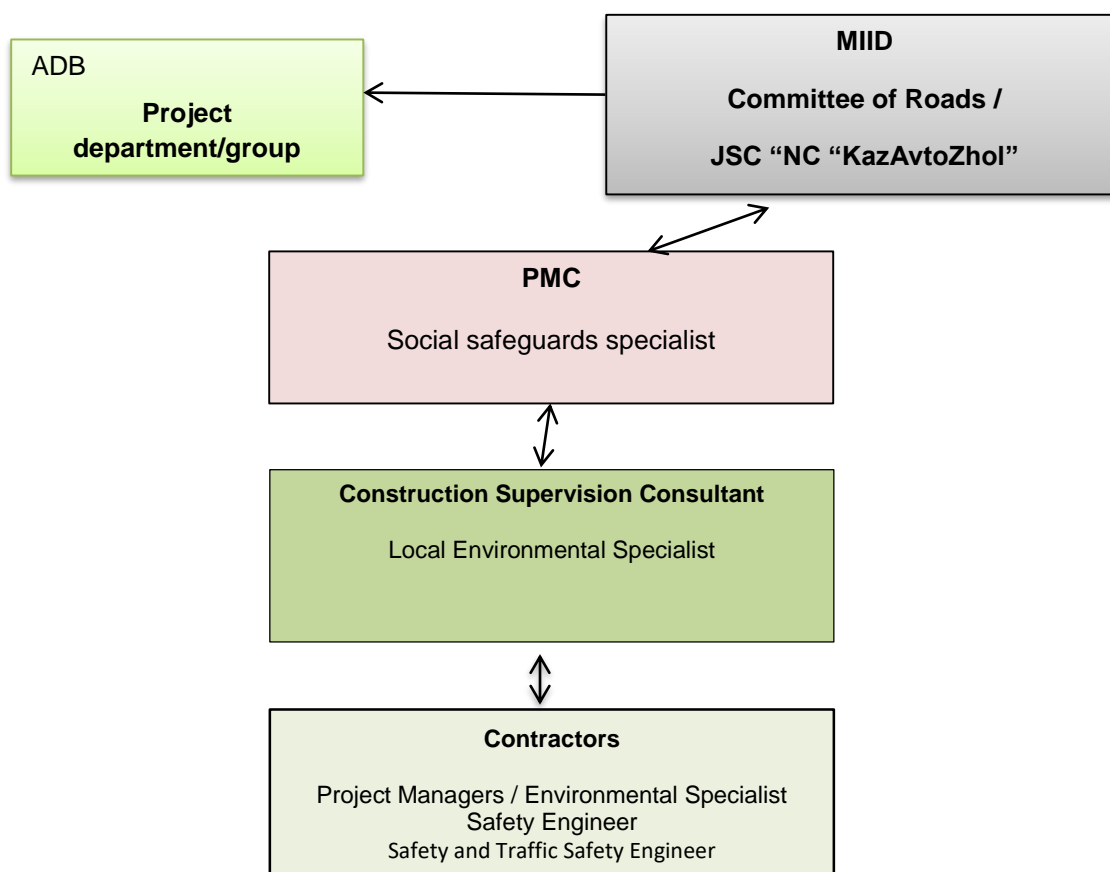 ADB
Project
department/group
MIID
Committee of Roads /
JSC “NC “KazAvtoZhol”
PMC
Social safeguards specialist
Construction Supervision Consultant
Local Environmental Specialist
Contractors
Project Managers / Environmental Specialist
Safety Engineer
Safety and Traffic Safety Engineer